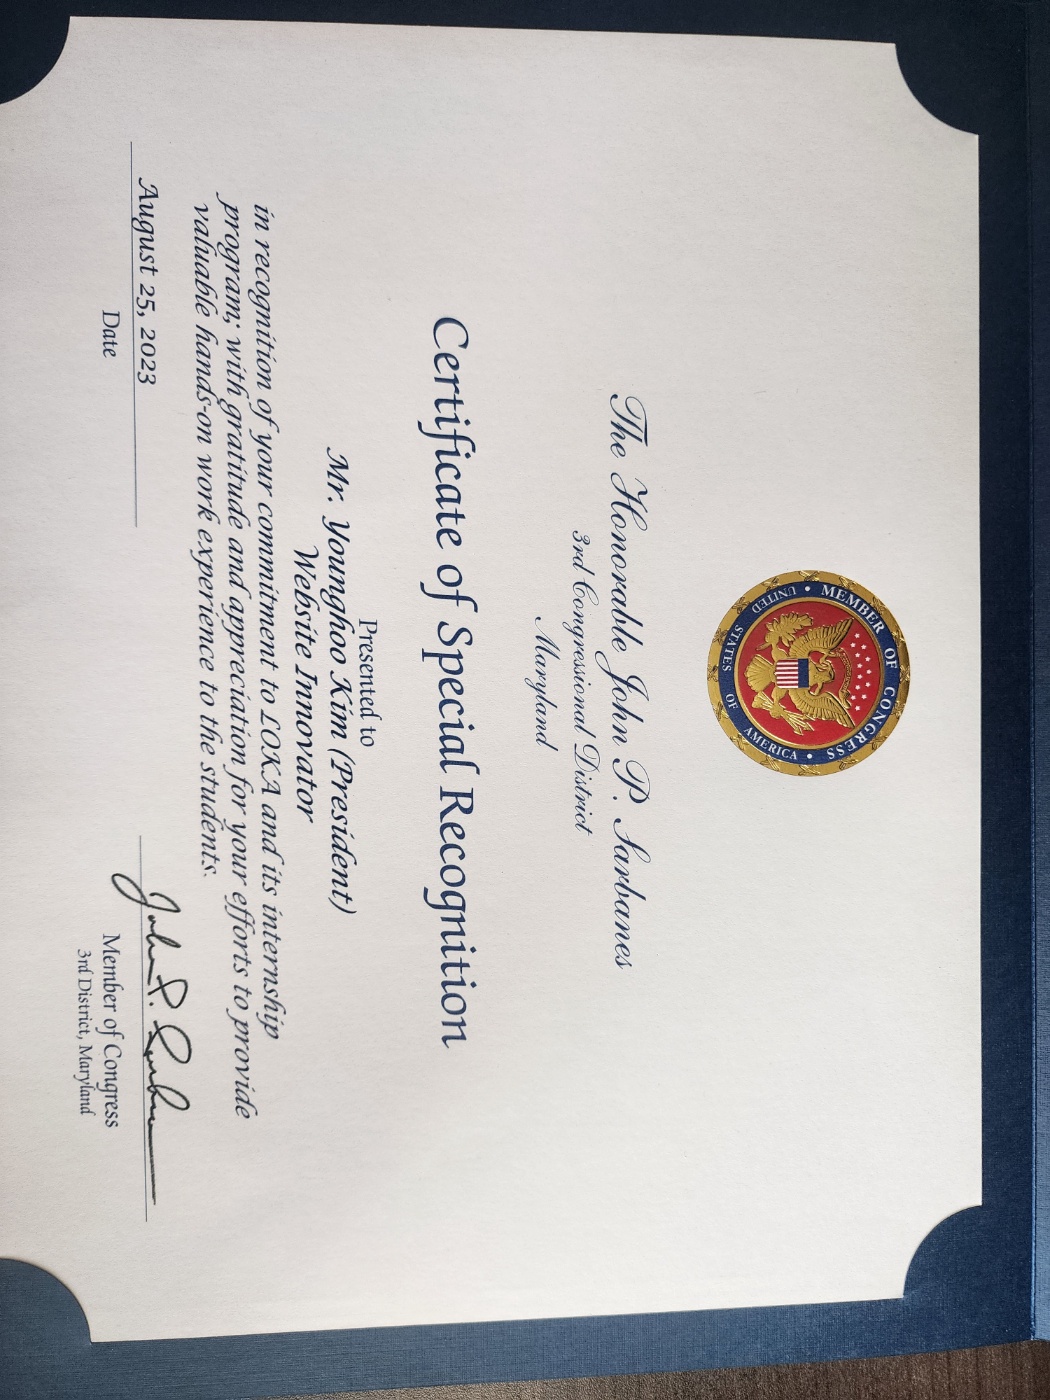 MEMBER OF CONGRESS
UNITED STATES OF AMERICA
The Honorable John P. Sarbanes
3rd Congressional District
Maryland
Certificate of Special Recognition
Presented to
Mr. Younghoo Kim (President)
Website Innovator
in recognition of your commitment to LOKA and its internship
program; with gratitude and appreciation for your efforts to provide
valuable hands-on work experience to the students.
August 25, 2023
Date
John P. Sarbanes
Member of Congress
3rd District, Maryland